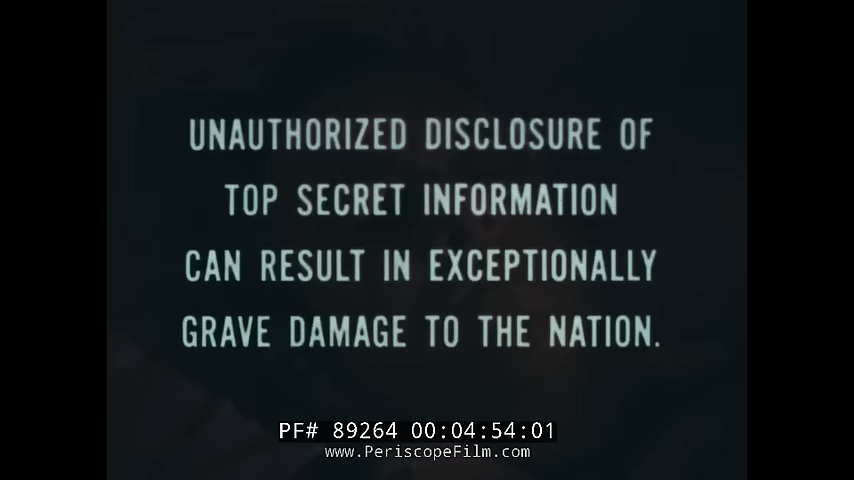 UNAUTHORIZED DISCLOSURE OF
TOP SECRET INFORMATION
CAN RESULT IN EXCEPTIONALLY
GRAVE DAMAGE TO THE NATION.
PF# 89264 00:04:54:01
www.PeriscopeFilm.com